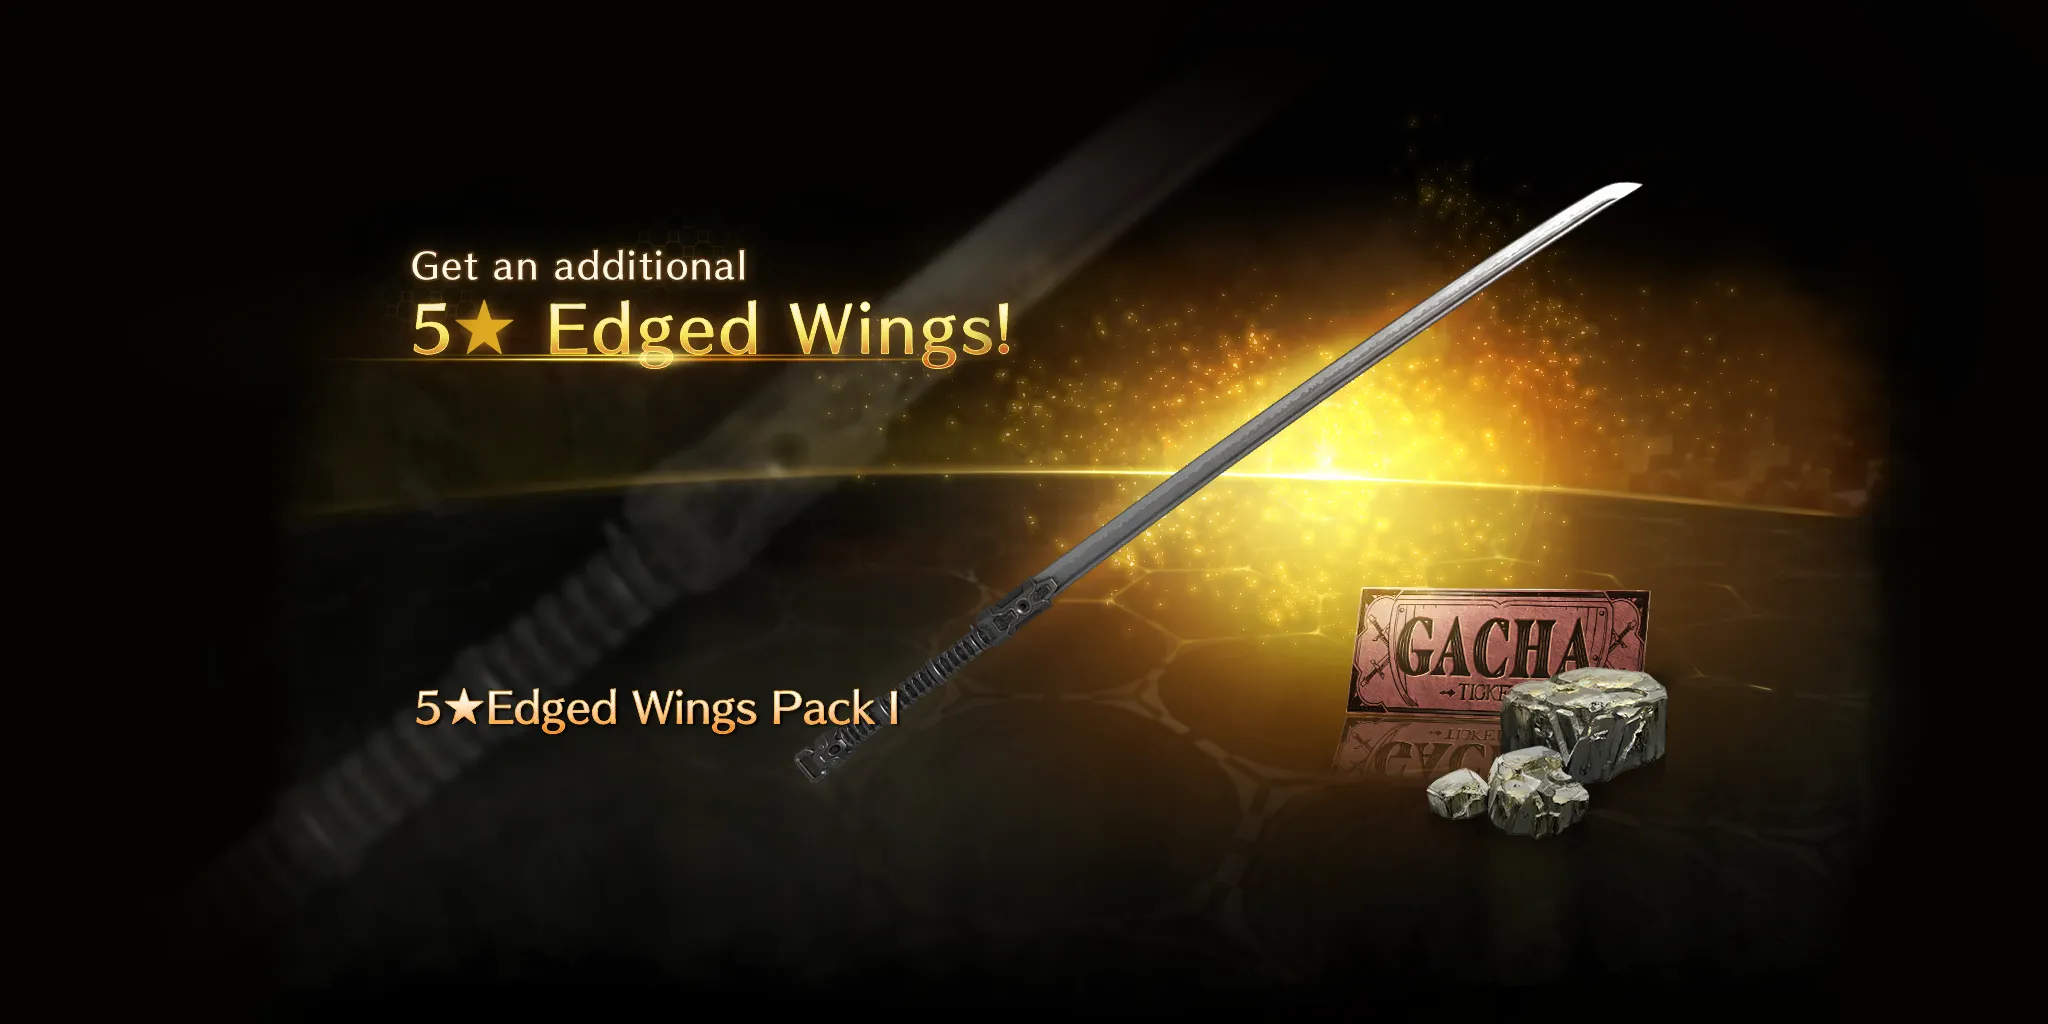 Get an additional
5★ Edged Wings!
5★Edged Wings Pack I
GACHA